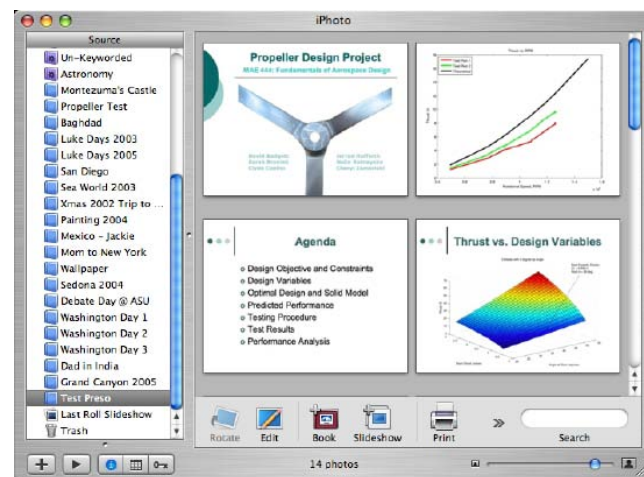 iPhoto
Source
Un-Keyworded
Astronomy
Montezuma's Castle
Propeller Test
Baghdad
Luke Days 2003
Luke Days 2005
San Diego
Sea World 2003
Xmas 2002 Trip to ...
Painting 2004
Mexico - Jackie
Mom to New York
Wallpaper
Sedona 2004
Debate Day @ ASU
Washington Day 1
Washington Day 2
Washington Day 3
Dad in India
Grand Canyon 2005
Test Preso
Last Roll Slideshow
Trash
Propeller Design Project
MAE 444: Fundamentals of Aerospace Design
Thrust vs. RPM
Agenda
Design Objective and Constraints
Design Variables
Optimal Design and Solid Model
Predicted Performance
Testing Procedure
Test Results
Performance Analysis
Thrust vs. Design Variables
Rotate
Edit
Book
Slideshow
Print
»
Search
14 photos